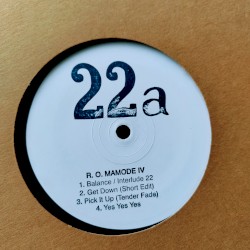 22a
R. O. MAMODE IV
1. Balance / Interlude 22
2. Get Down (Short Edit)
3. Pick It Up (Tender Fade)
4. Yes Yes Yes